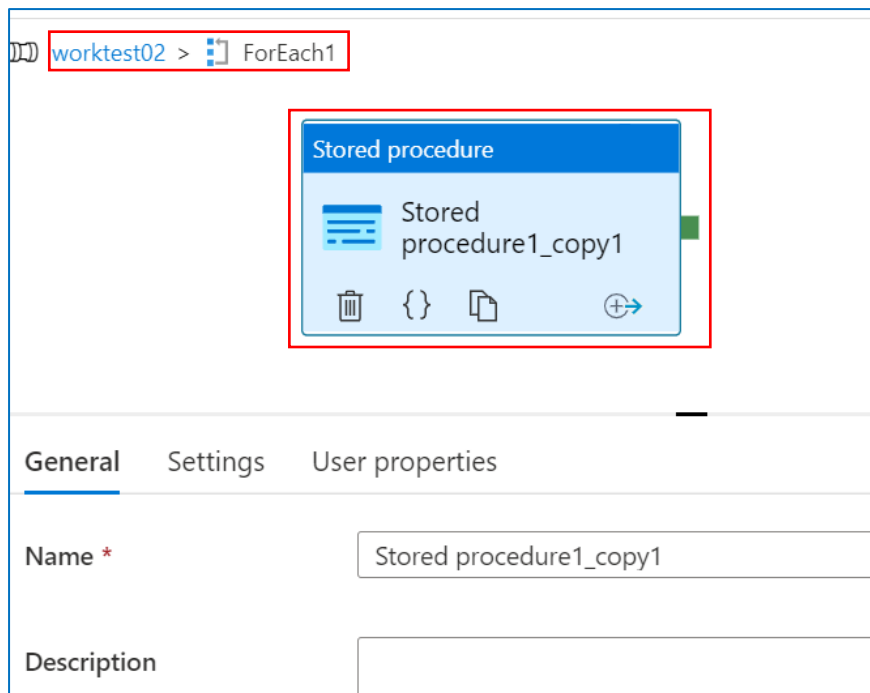 worktest02 > ForEach1
Stored procedure
Stored
procedure1_copy1
{}
General Settings User properties
Name * Stored procedure1_copy1
Description